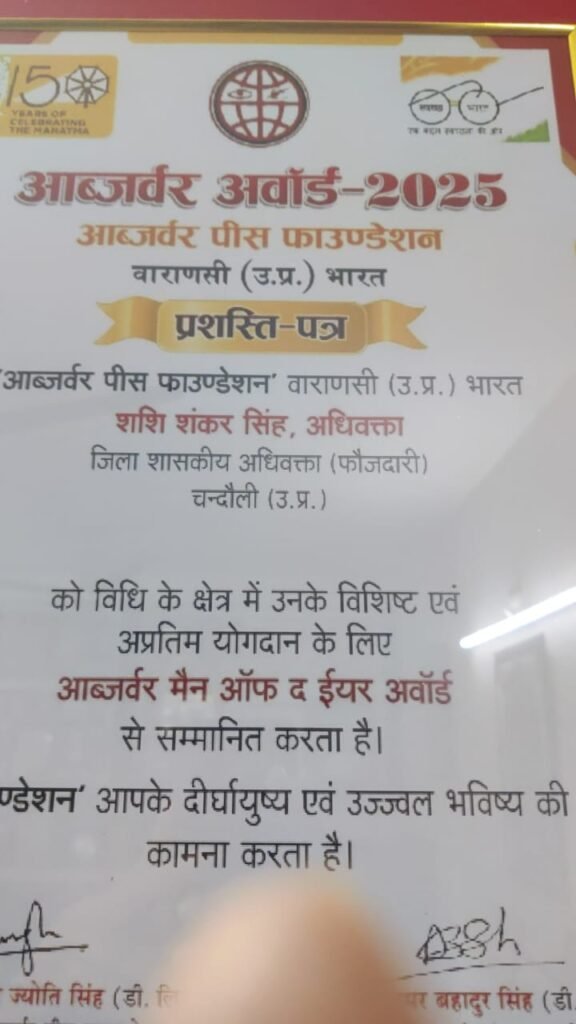 150
YEARS OF
CELEBRATING
THE MAHATMA
स्वच्छ भारत
एक कदम स्वच्छता की ओर
आब्जर्वर अवॉर्ड-2025
आब्जर्वर पीस फाउण्डेशन
वाराणसी (उ.प्र.) भारत
प्रशस्ति-पत्र
'आब्जर्वर पीस फाउण्डेशन' वाराणसी (उ.प्र.) भारत
शशि शंकर सिंह, अधिवक्ता
जिला शासकीय अधिवक्ता (फौजदारी)
चन्दौली (उ.प्र.)
को विधि के क्षेत्र में उनके विशिष्ट एवं
अप्रतिम योगदान के लिए
आब्जर्वर मैन ऑफ द ईयर अवॉर्ड
से सम्मानित करता है।
ण्डेशन' आपके दीर्घायुष्य एवं उज्ज्वल भविष्य की
कामना करता है।
ज्योति सिंह (डी. लि
पर बहादुर सिंह (डी.